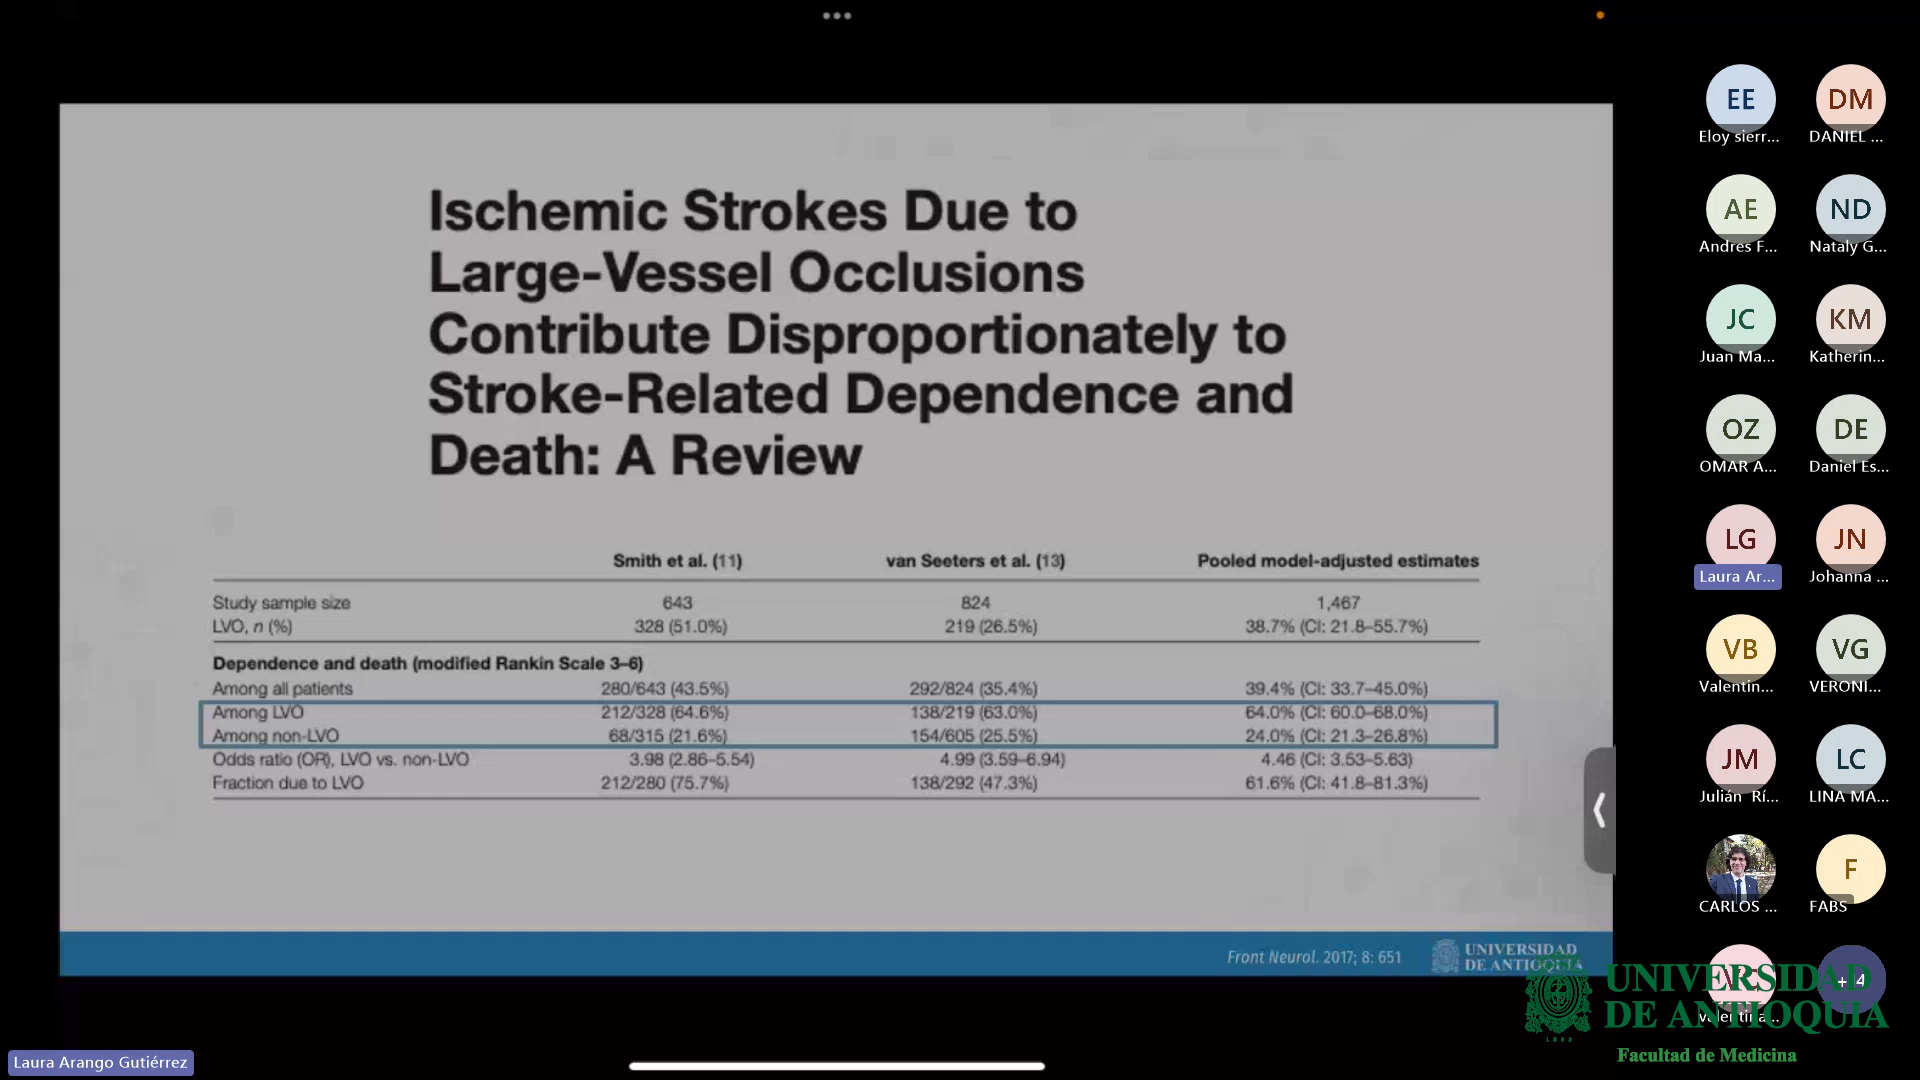 Ischemic Strokes Due to
Large-Vessel Occlusions
Contribute Disproportionately to
Stroke-Related Dependence and
Death: A Review
Smith et al. (11) van Seeters et al. (13) Pooled model-adjusted estimates
Study sample size 643 824 1,467
LVO, n (%) 328 (51.0%) 219 (26.5%) 38.7% (CI: 21.8–55.7%)
Dependence and death (modified Rankin Scale 3–6)
Among all patients 280/643 (43.5%) 292/824 (35.4%) 39.4% (CI: 33.7–45.0%)
Among LVO 212/328 (64.6%) 138/219 (63.0%) 64.0% (CI: 60.0–68.0%)
Among non-LVO 68/315 (21.6%) 154/605 (25.5%) 24.0% (CI: 21.3–26.8%)
Odds ratio (OR), LVO vs. non-LVO 3.98 (2.86–5.54) 4.99 (3.59–6.94) 4.46 (CI: 3.53–5.63)
Fraction due to LVO 212/280 (75.7%) 138/292 (47.3%) 61.6% (CI: 41.8–81.3%)
Front Neurol. 2017; 8: 651
UNIVERSIDAD
DE ANTIOQUIA
EE DM
Eloy sierr... DANIEL ...
AE ND
Andres F... Nataly G...
JC KM
Juan Ma... Katherin...
OZ DE
OMAR A... Daniel Es...
LG JN
Laura Ar... Johanna ...
VB VG
Valentin... VERONI...
JM LC
Julián Rí... LINA MA...
F
CARLOS ... FABS
valentina...
UNIVERSIDAD
DE ANTIOQUIA
1803
Facultad de Medicina
Laura Arango Gutiérrez